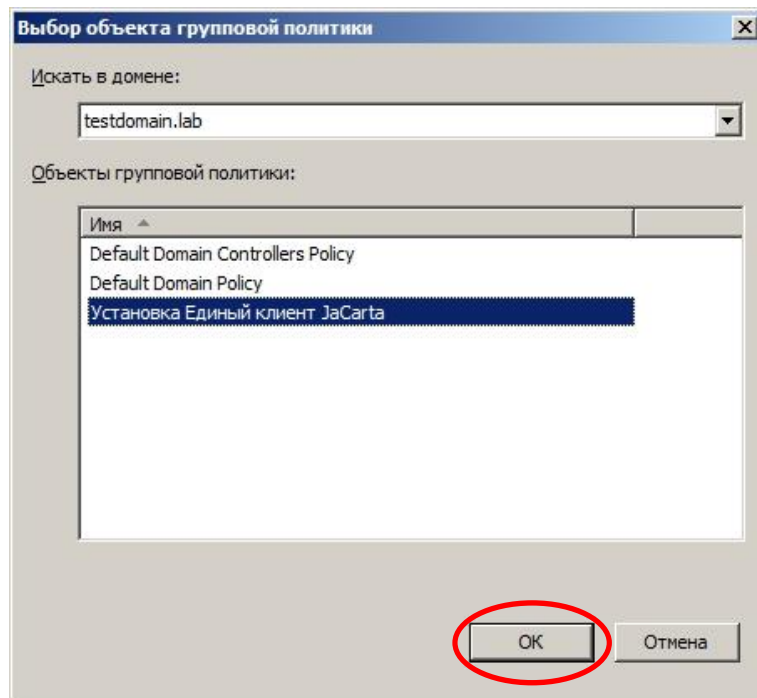 Выбор объекта групповой политики
Искать в домене:
testdomain.lab
Объекты групповой политики:
Имя
Default Domain Controllers Policy
Default Domain Policy
Установка Единый клиент JaCarta
ОК
Отмена